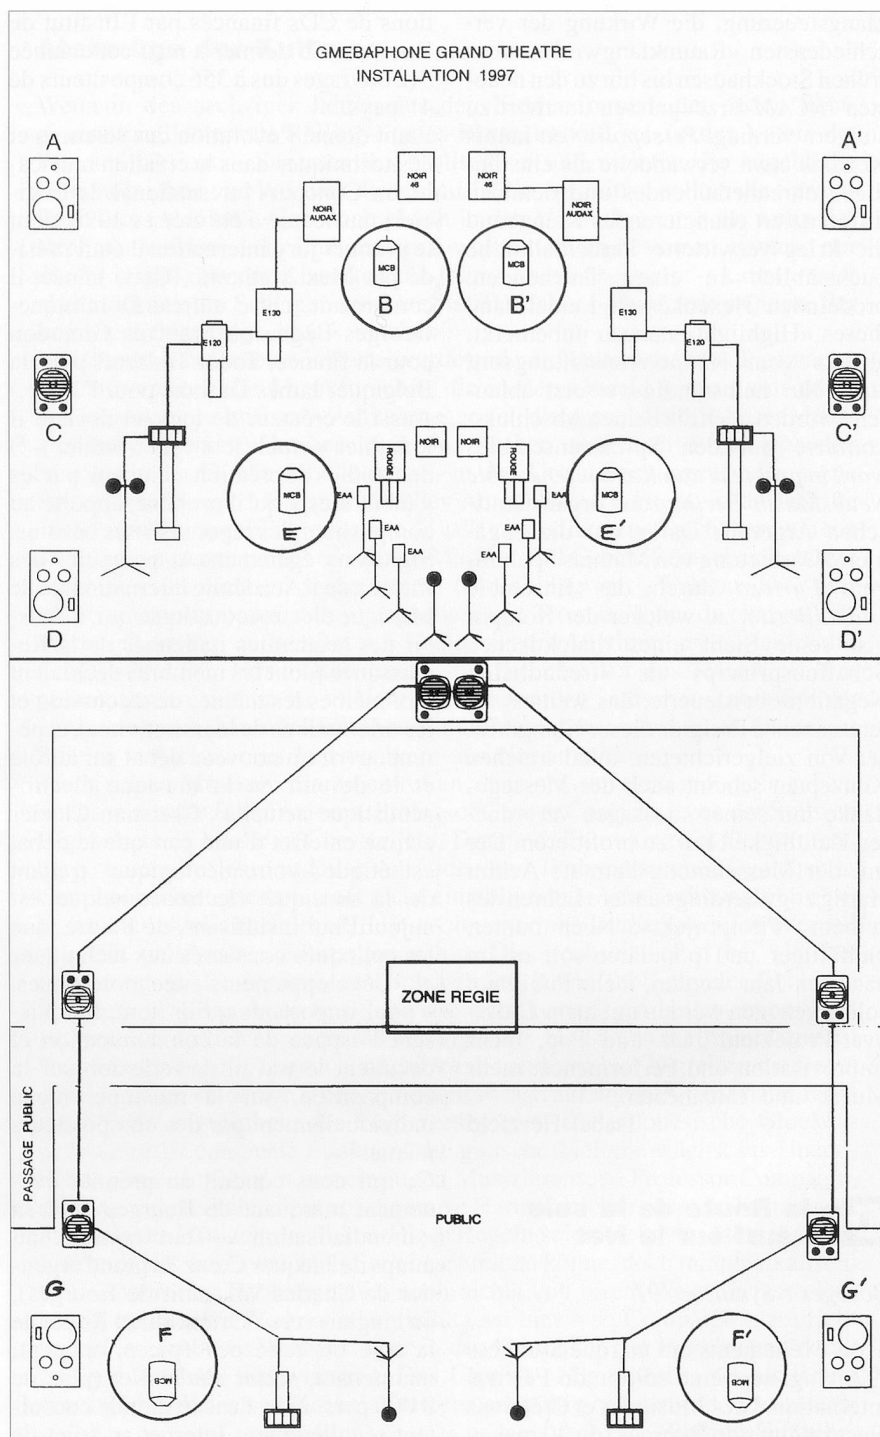 GMEBAPHONE GRAND THEATRE
INSTALLATION 1997
A
A'
NOIR
46
NOIR
46
NOIR
AUDAX
NOIR
AUDAX
MCB
MCB
B
B'
E130
E130
E120
E120
C
C'
NOIR
NOIR
ROUGE
ROUGE
MCB
MCB
EAA
EAA
E
E'
EAA
EAA
EAA
EAA
D
D'
ZONE REGIE
PASSAGE PUBLIC
PUBLIC
G
G'
F
F'
MCB
MCB